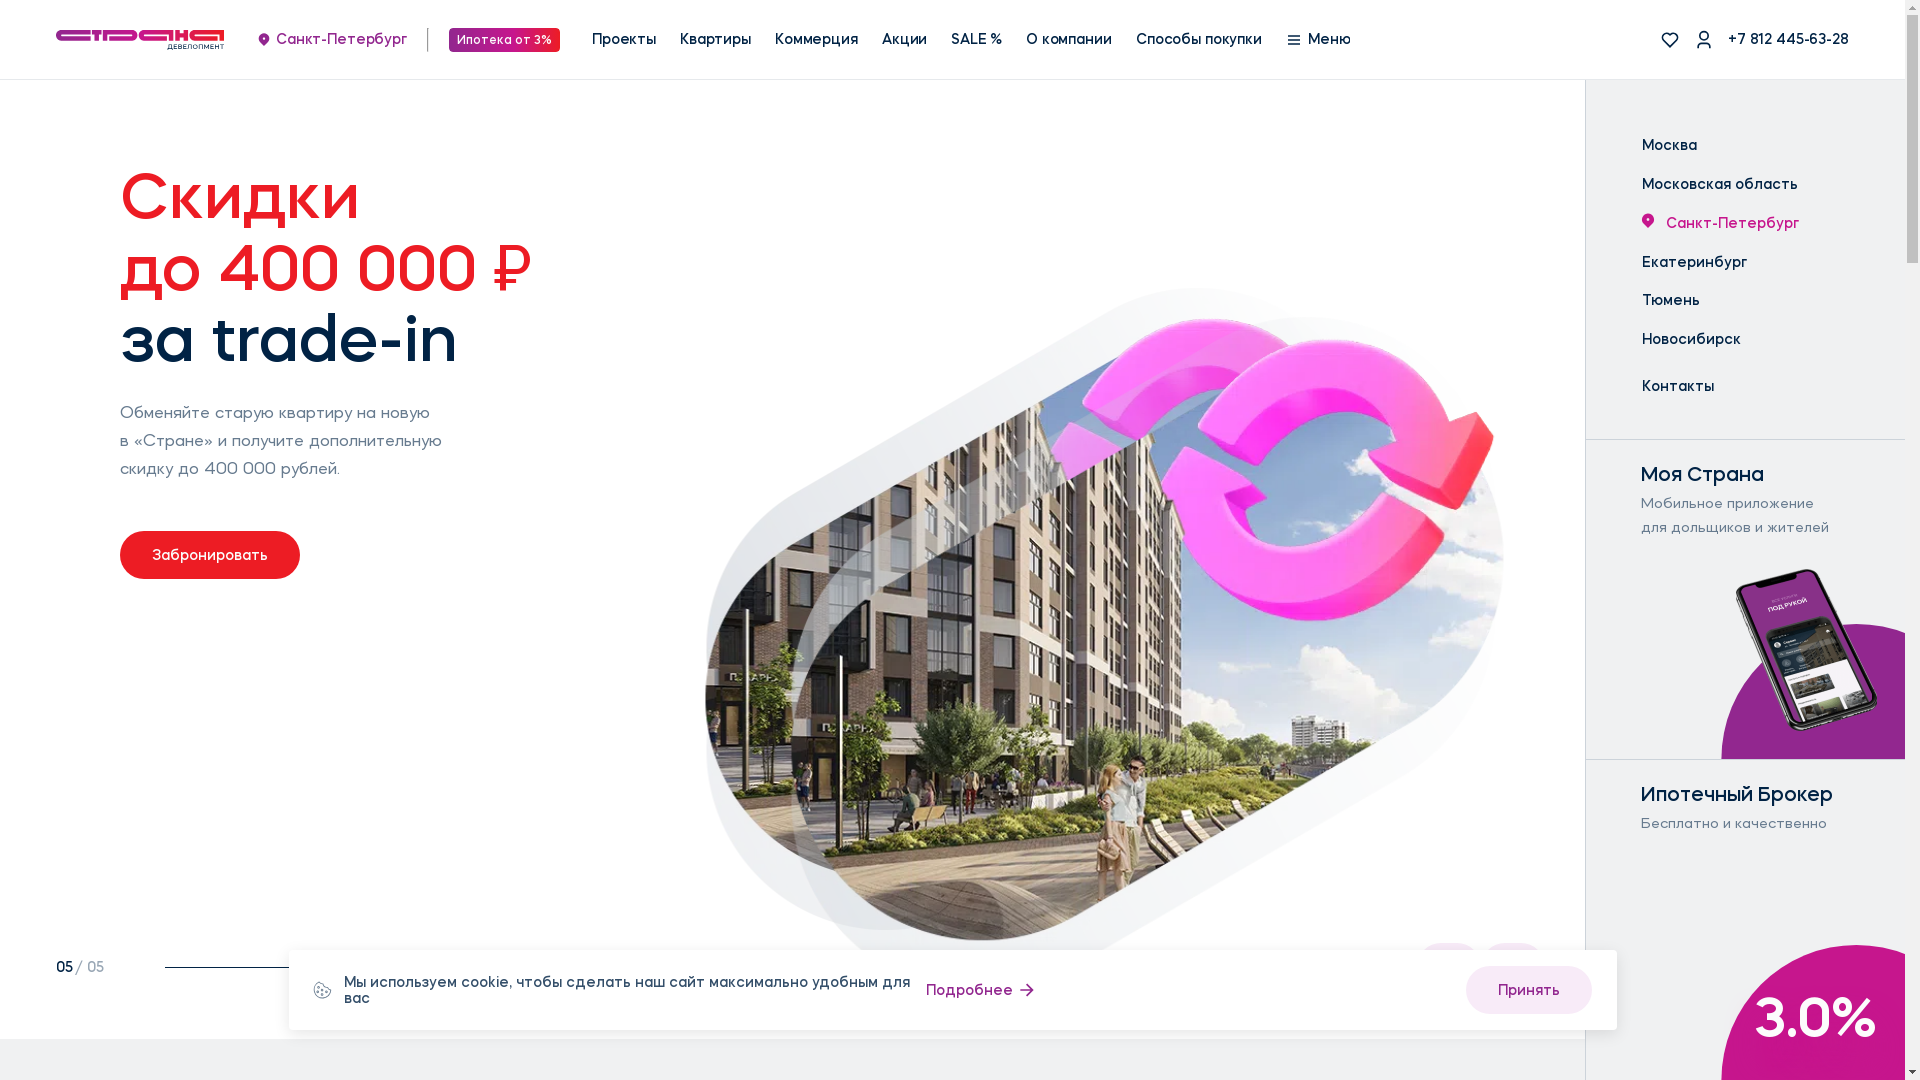 страна
ДЕВЕЛОПМЕНТ
Санкт-Петербург
Ипотека от 3%
Проекты
Квартиры
Коммерция
Акции
SALE %
О компании
Способы покупки
Меню
+7 812 445-63-28
Скидки
до 400 000 ₽
за trade-in
Обменяйте старую квартиру на новую
в «Стране» и получите дополнительную
скидку до 400 000 рублей.
Забронировать
05 / 05
Москва
Московская область
Санкт-Петербург
Екатеринбург
Тюмень
Новосибирск
Контакты
Моя Страна
Мобильное приложение
для дольщиков и жителей
ПОД РУКОЙ
Ипотечный Брокер
Бесплатно и качественно
3.0%
Мы используем cookie, чтобы сделать наш сайт максимально удобным для
вас
Подробнее
Принять